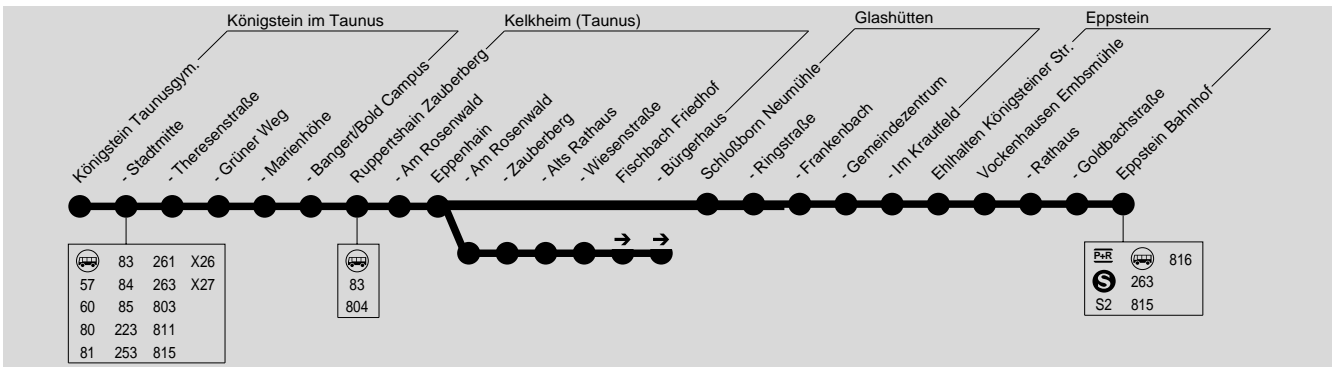 Königstein im Taunus
Kelkheim (Taunus)
Glashütten
Eppstein
Königstein Taunusgym.
- Stadtmitte
- Theresenstraße
- Grüner Weg
- Marienhöhe
- Bangert/Bold Campus
Ruppertshain Zauberberg
- Am Rosenwald
Eppenhain
- Am Rosenwald
- Zauberberg
- Alts Rathaus
- Wiesenstraße
Fischbach Friedhof
- Bürgerhaus
Schloßborn Neumühle
- Ringstraße
- Frankenbach
- Gemeindezentrum
- Im Krautfeld
Ehlhalten Königsteiner Str.
Vockenhausen Embsmühle
- Rathaus
- Goldbachstraße
Eppstein Bahnhof
83 261 X26
57 84 263 X27
60 85 803
80 223 811
81 253 815
83
804
P+R 816
S 263
S2 815